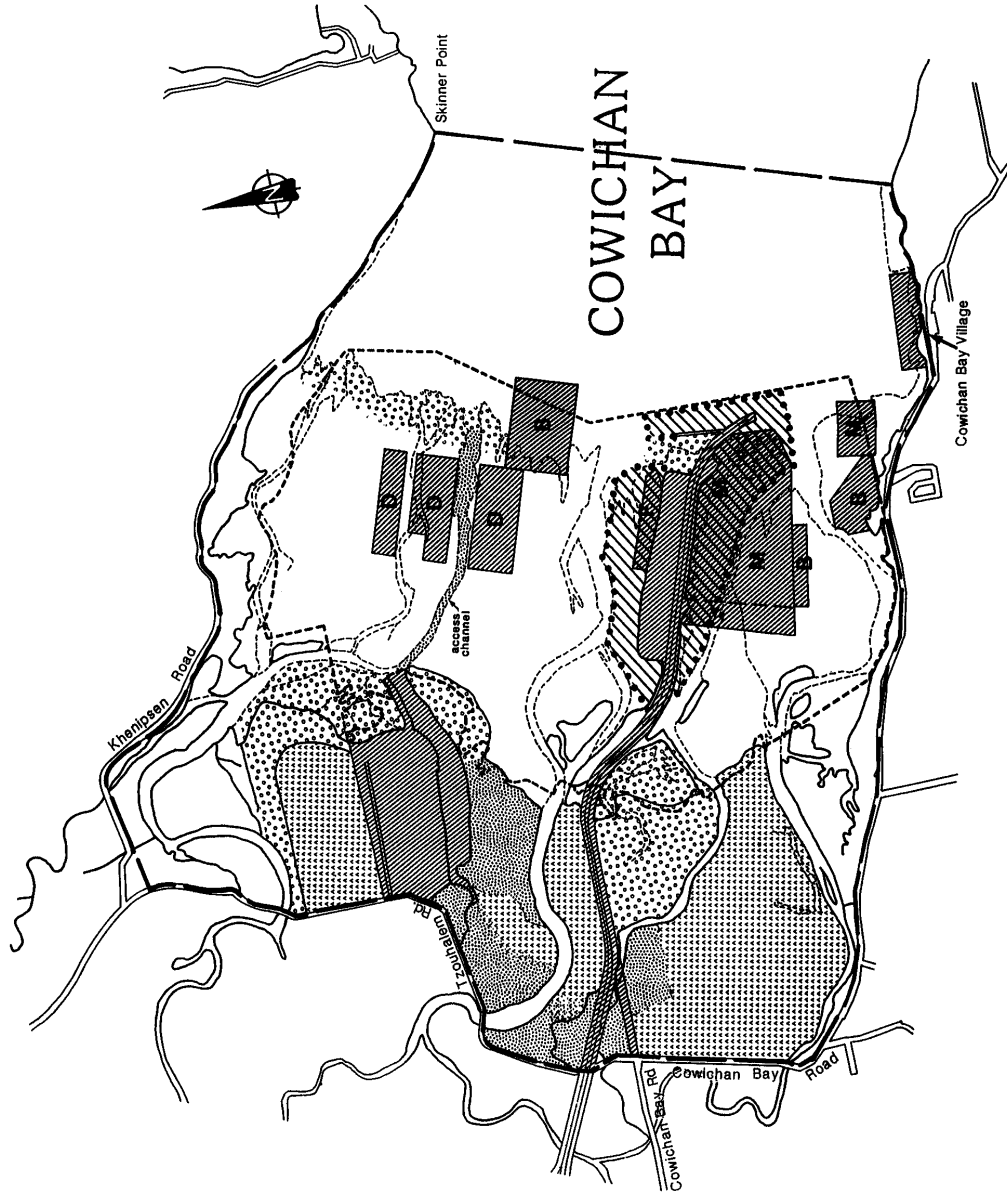 Skinner Point
N
COWICHAN
BAY
Cowichan Bay Village
Khenipsen Road
access
channel
D
D
D
B
M
M
B
M
B
Tzouhalem Rd
Cowichan Bay Rd
Cowichan Bay Road